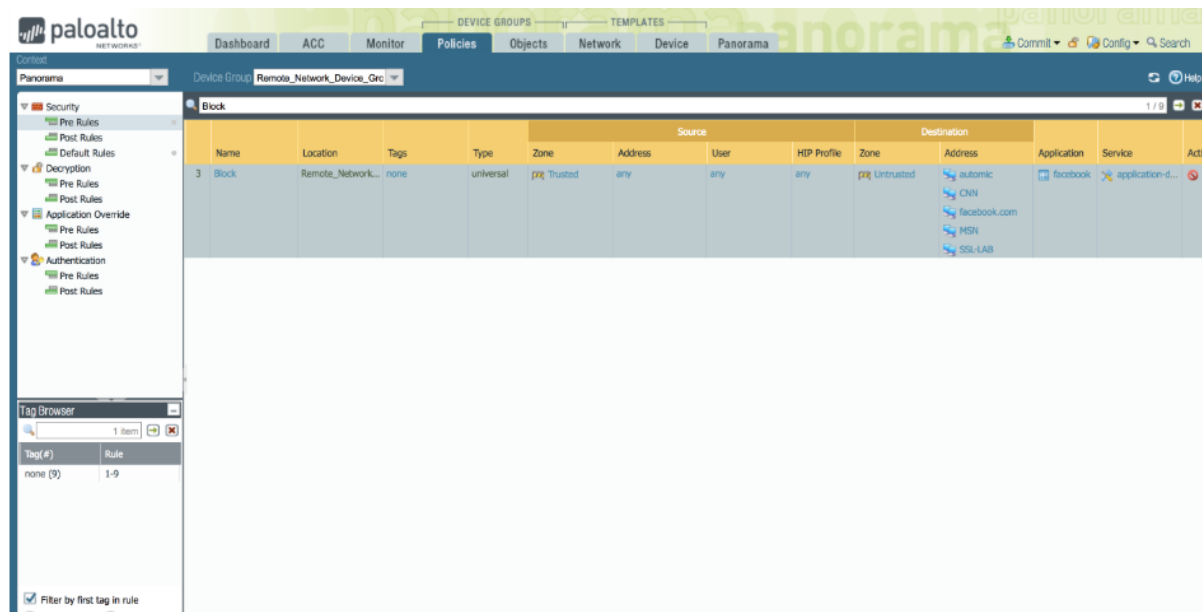 paloalto
NETWORKS
DEVICE GROUPS
TEMPLATES
Dashboard ACC Monitor Policies Objects Network Device Panorama
panorama
Commit Config Search
Context
Panorama
Device Group Remote_Network_Device_Grc
Help
Security
Pre Rules
Post Rules
Default Rules
Decryption
Pre Rules
Post Rules
Application Override
Pre Rules
Post Rules
Authentication
Pre Rules
Post Rules
Block
1 / 9
Source Destination
Name Location Tags Type Zone Address User HIP Profile Zone Address Application Service Acti
3 Block Remote_Network... none universal Trusted any any any Untrusted automic facebook application-d...
CNN
facebook.com
MSN
SSL-LAB
Tag Browser
1 item
Tag(#) Rule
none (9) 1-9
Filter by first tag in rule